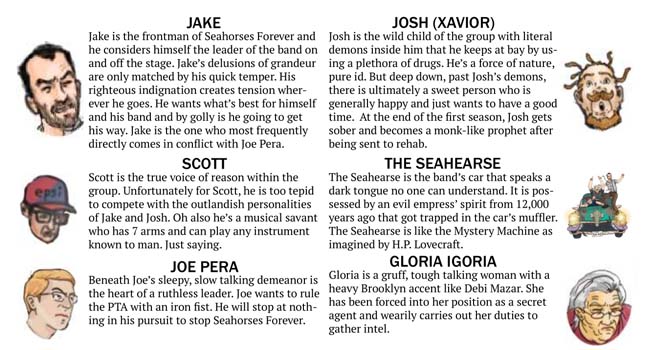 JAKE
Jake is the frontman of Seahorses Forever and
he considers himself the leader of the band on
and off the stage. Jake's delusions of grandeur
are only matched by his quick temper. His
righteous indignation creates tension wher-
ever he goes. He wants what's best for himself
and his band and by golly is he going to get
his way. Jake is the one who most frequently
directly comes in conflict with Joe Pera.
SCOTT
Scott is the true voice of reason within the
group. Unfortunately for Scott, he is too tepid
to compete with the outlandish personalities
of Jake and Josh. Oh also he's a musical savant
who has 7 arms and can play any instrument
known to man. Just saying.
epsi
JOE PERA
Beneath Joe's sleepy, slow talking demeanor is
the heart of a ruthless leader. Joe wants to rule
the PTA with an iron fist. He will stop at noth-
ing in his pursuit to stop Seahorses Forever.
JOSH (XAVIOR)
Josh is the wild child of the group with literal
demons inside him that he keeps at bay by us-
ing a plethora of drugs. He's a force of nature,
pure id. But deep down, past Josh's demons,
there is ultimately a sweet person who is
generally happy and just wants to have a good
time. At the end of the first season, Josh gets
sober and becomes a monk-like prophet after
being sent to rehab.
THE SEAHEARSE
The Seahearse is the band's car that speaks a
dark tongue no one can understand. It is pos-
sessed by an evil empress' spirit from 12,000
years ago that got trapped in the car's muffler.
The Seahearse is like the Mystery Machine as
imagined by H.P. Lovecraft.
GLORIA IGORIA
Gloria is a gruff, tough talking woman with a
heavy Brooklyn accent like Debi Mazar. She
has been forced into her position as a secret
agent and wearily carries out her duties to
gather intel.